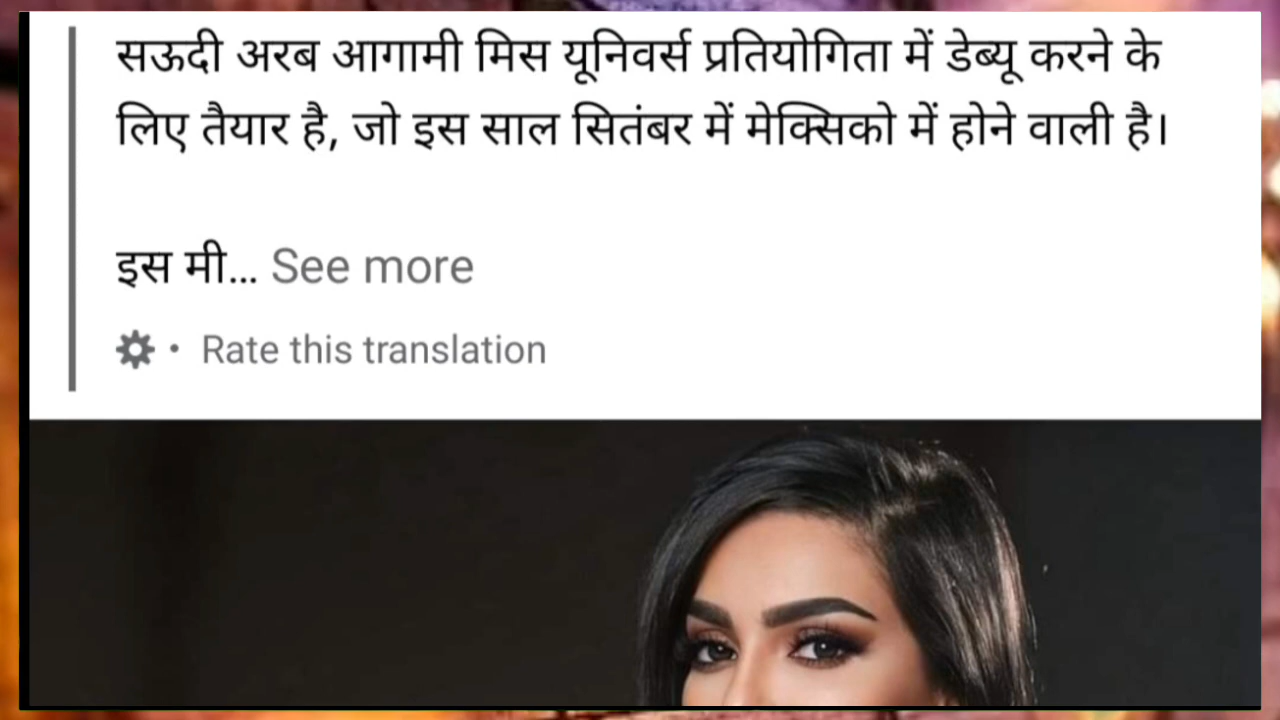 सऊदी अरब आगामी मिस यूनिवर्स प्रतियोगिता में डेब्यू करने के
लिए तैयार है, जो इस साल सितंबर में मेक्सिको में होने वाली है।
इस मी... See more
• Rate this translation